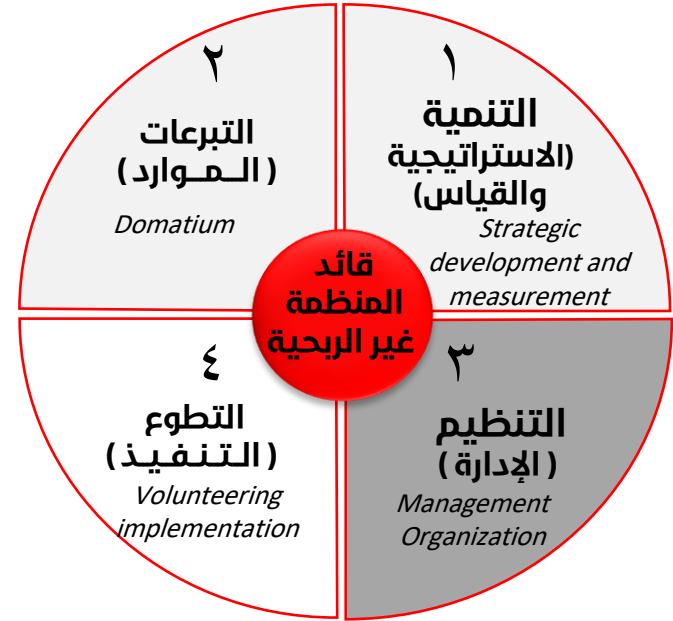 ١
التنمية
(الاستراتيجية
والقياس)
Strategic
development and
measurement
٢
التبرعات
(الـمـوارد)
Domatium
قائد
المنظمة
غير الربحية
٣
التنظيم
(الإدارة)
Management
Organization
٤
التطوع
(الـتـنـفـيـذ)
Volunteering
implementation